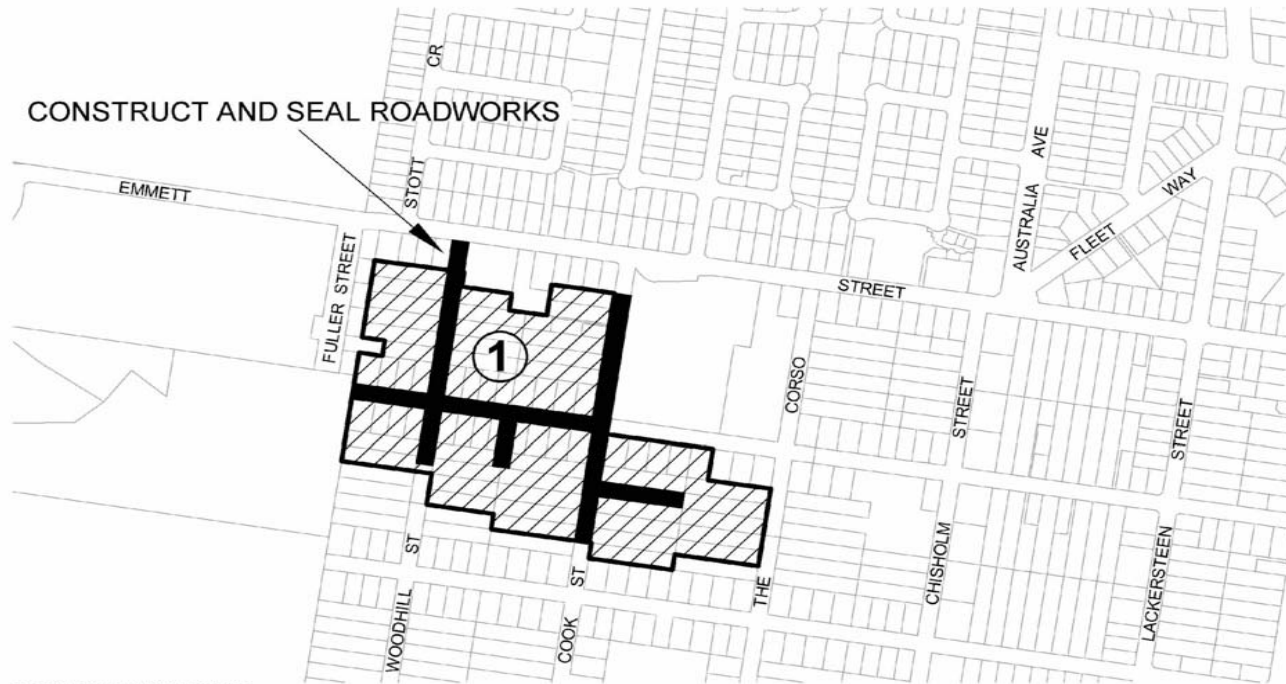 CR
CONSTRUCT AND SEAL ROADWORKS
EMMETT
STOTT
AUSTRALIA AVE
FLEET WAY
FULLER STREET
STREET
1
CORSO
STREET
STREET
WOODHILL ST
COOK ST
THE
CHISHOLM
LACKERSTEEN